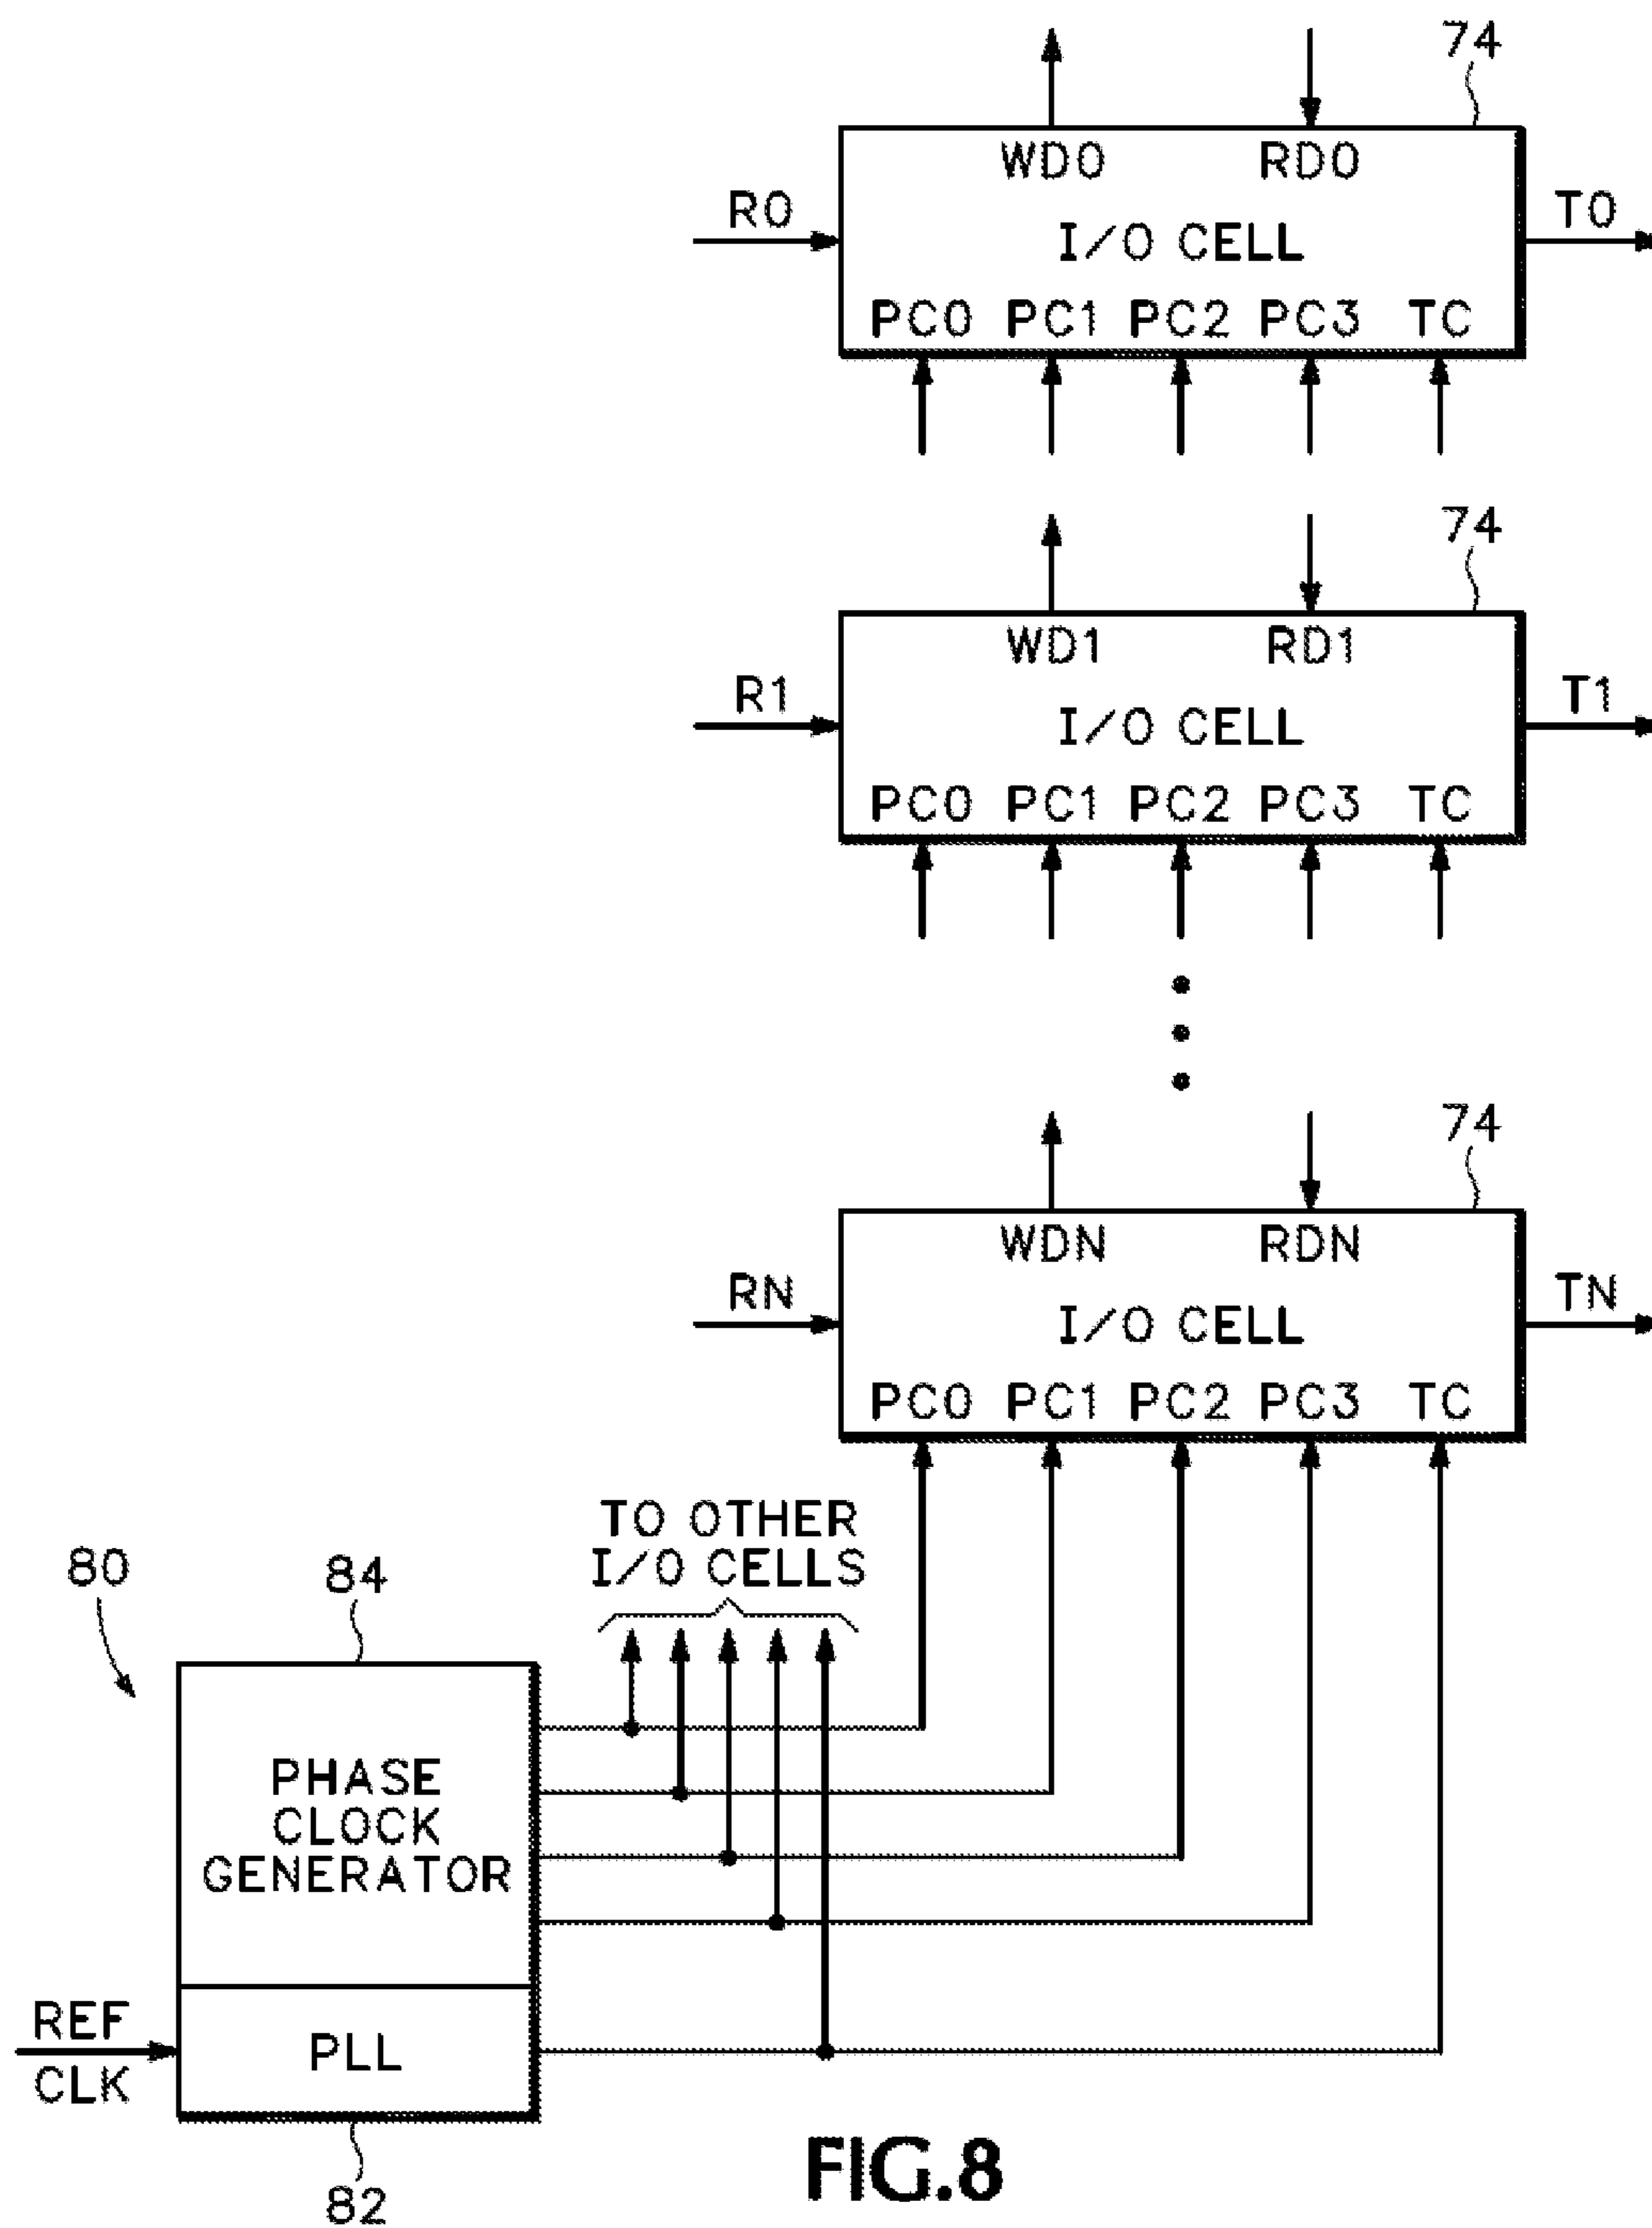 74
WD0 RD0
R0 I/O CELL T0
PC0 PC1 PC2 PC3 TC
74
WD1 RD1
R1 I/O CELL T1
PC0 PC1 PC2 PC3 TC
74
WDN RDN
RN I/O CELL TN
PC0 PC1 PC2 PC3 TC
TO OTHER
I/O CELLS
80
84
PHASE
CLOCK
GENERATOR
REF
CLK
PLL
82
FIG.8